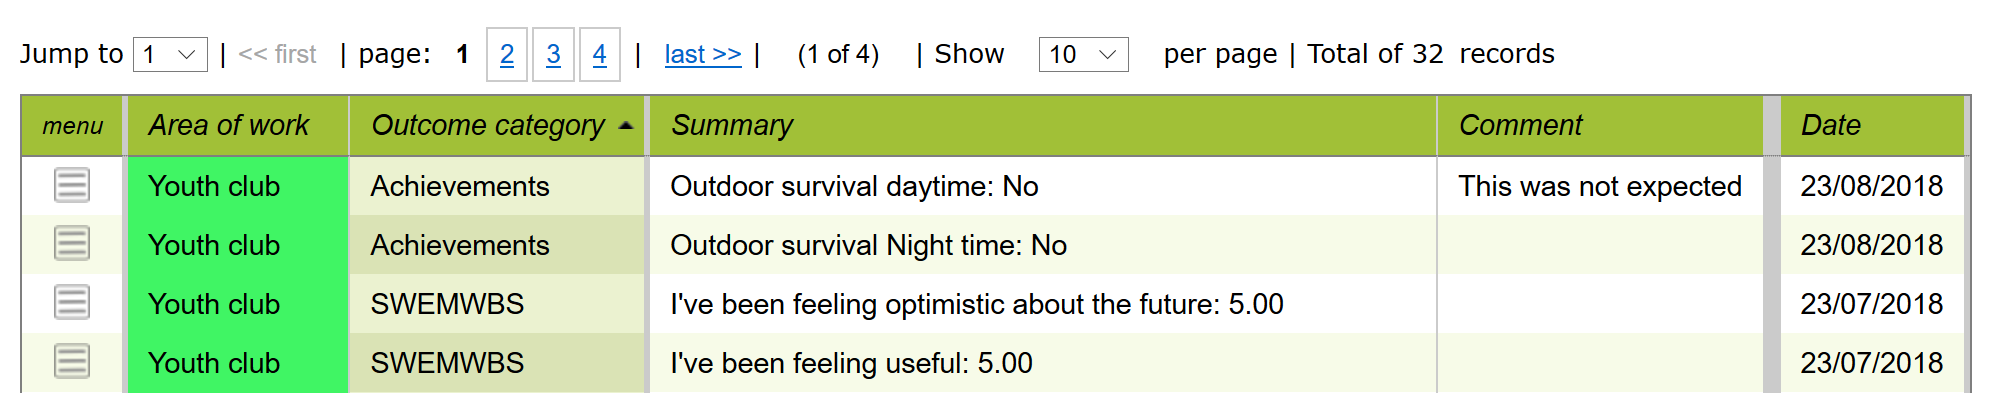 Jump to 1 | << first | page: 1 2 3 4 | last >> | (1 of 4) | Show 10 per page | Total of 32 records
menu Area of work Outcome category Summary Comment Date
Youth club Achievements Outdoor survival daytime: No This was not expected 23/08/2018
Youth club Achievements Outdoor survival Night time: No 23/08/2018
Youth club SWEMWBS I've been feeling optimistic about the future: 5.00 23/07/2018
Youth club SWEMWBS I've been feeling useful: 5.00 23/07/2018